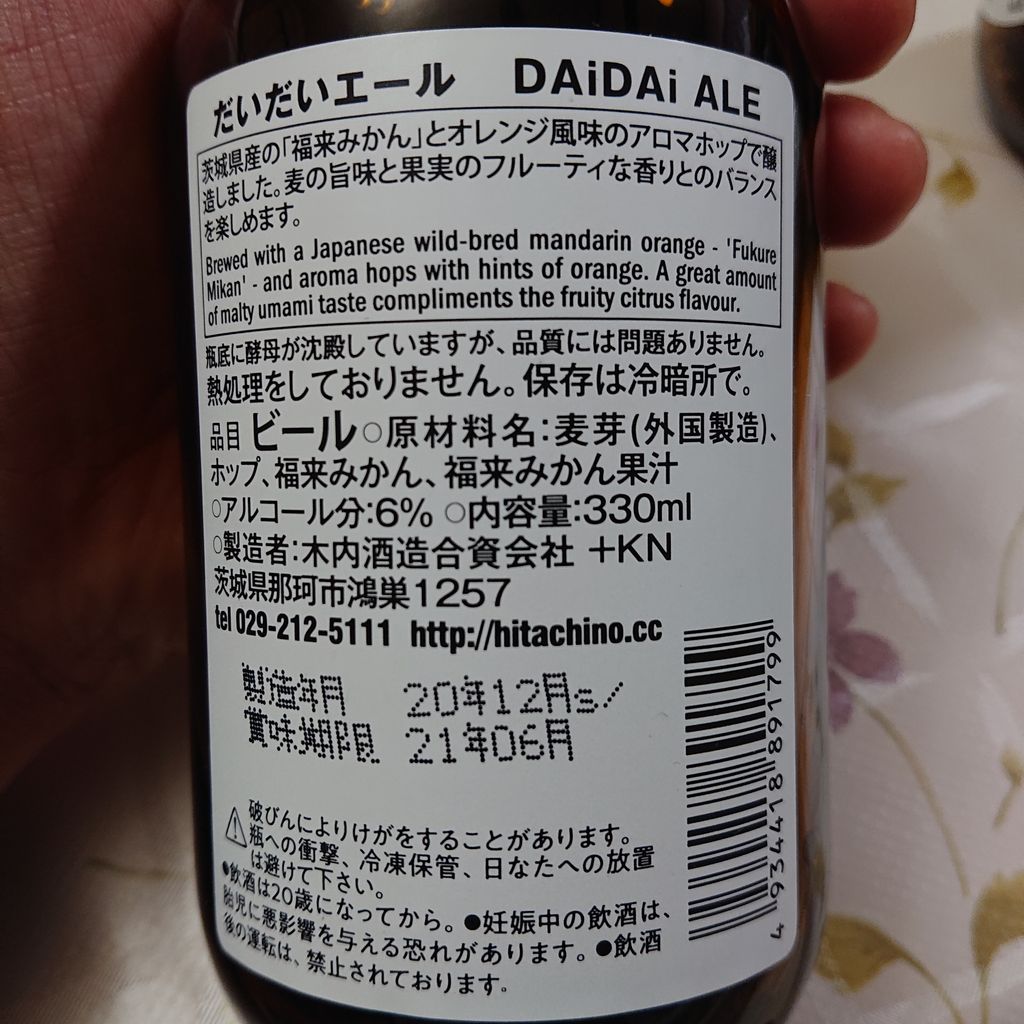 だいだいエール DAiDAi ALE
茨城県産の「福来みかん」とオレンジ風味のアロマホップで醸
造しました。麦の旨味と果実のフルーティな香りとのバランス
を楽しめます。
Brewed with a Japanese wild-bred mandarin orange - 'Fukure
Mikan' - and aroma hops with hints of orange. A great amount
of malty umami taste compliments the fruity citrus flavour.
瓶底に酵母が沈殿していますが、品質には問題ありません。
熱処理をしておりません。保存は冷暗所で。
品目 ビール ○原材料名:麦芽(外国製造)、
ホップ、福来みかん、福来みかん果汁
○アルコール分:6% ○内容量:330ml
○製造者:木内酒造合資会社 +KN
茨城県那珂市鴻巣1257
tel 029-212-5111 http://hitachino.cc
製造年月 20年12月s/
賞味期限 21年06月
4 934418 891799
⚠破びんによりけがをすることがあります。
瓶への衝撃、冷凍保管、日なたへの放置
は避けて下さい。
●飲酒は20歳になってから。●妊娠中の飲酒は、
胎児に悪影響を与える恐れがあります。●飲酒
後の運転は、禁止されております。